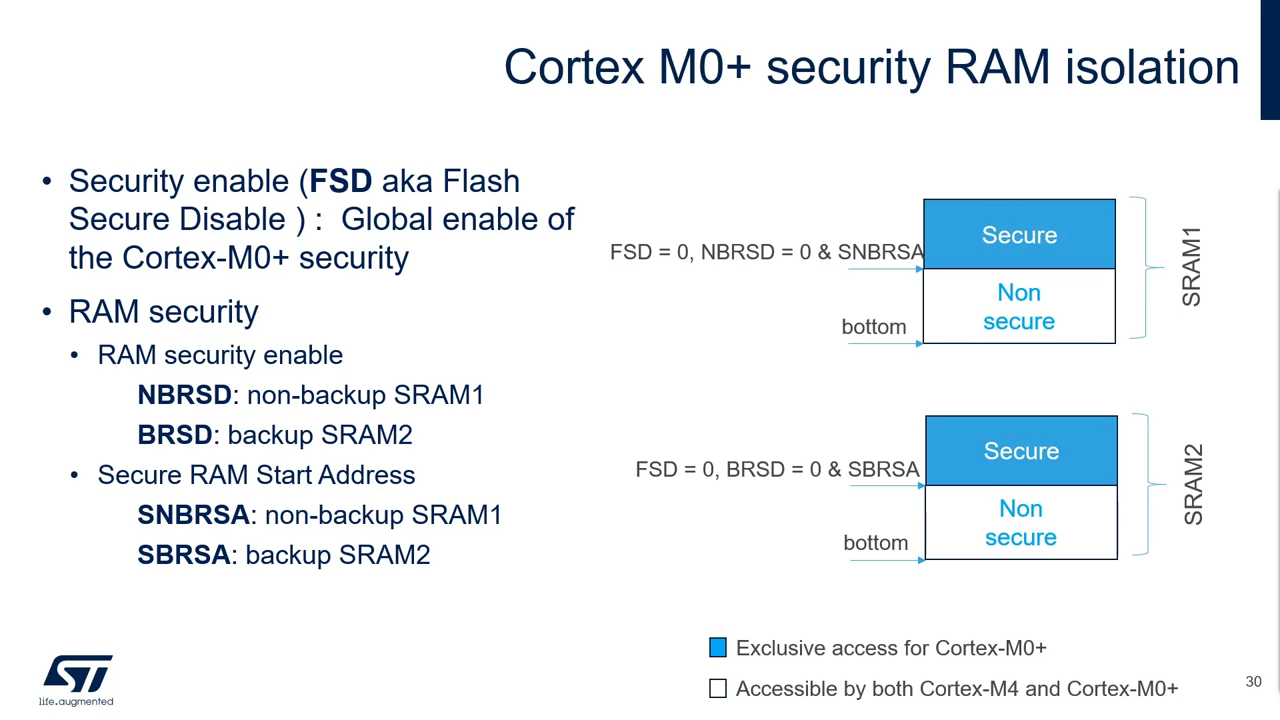 Cortex M0+ security RAM isolation
• Security enable (FSD aka Flash
Secure Disable ) : Global enable of
the Cortex-M0+ security
• RAM security
• RAM security enable
NBRSD: non-backup SRAM1
BRSD: backup SRAM2
• Secure RAM Start Address
SNBRSA: non-backup SRAM1
SBRSA: backup SRAM2
FSD = 0, NBRSD = 0 & SNBRSA
bottom
Secure
Non
secure
SRAM1
FSD = 0, BRSD = 0 & SBRSA
bottom
Secure
Non
secure
SRAM2
Exclusive access for Cortex-M0+
Accessible by both Cortex-M4 and Cortex-M0+
ST
life.augmented
30